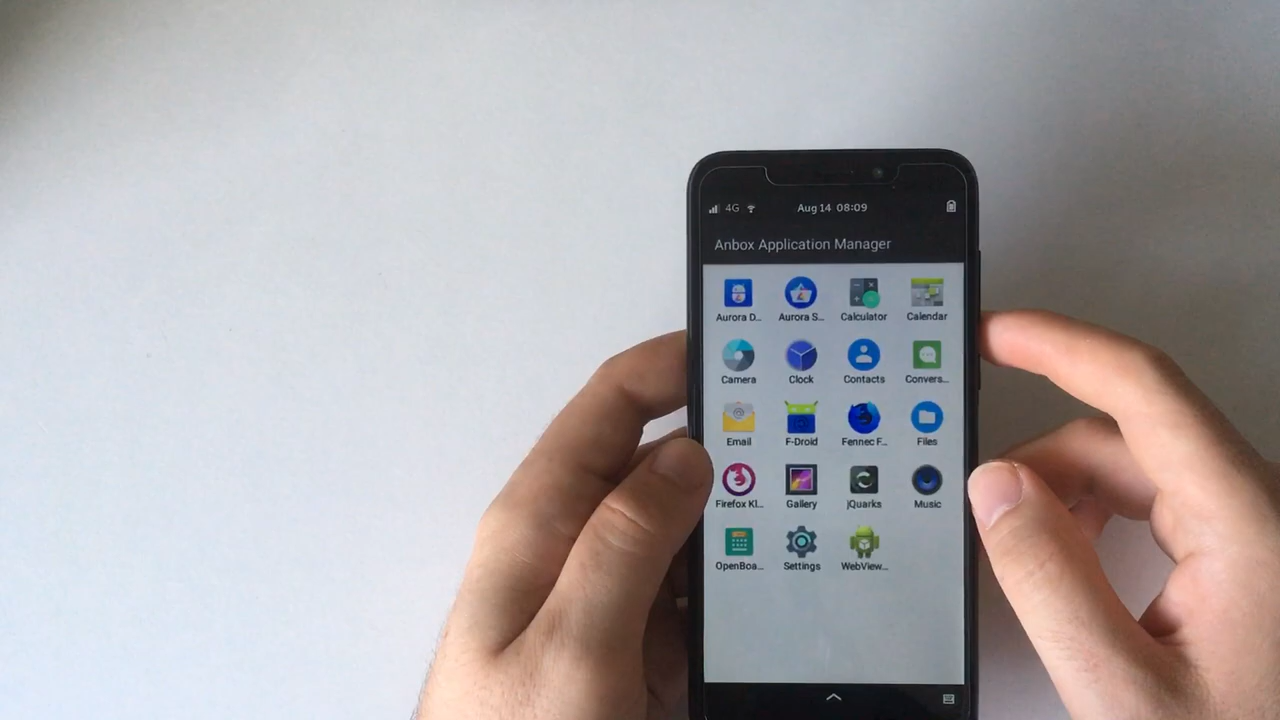 4G Aug 14 08:09
Anbox Application Manager
Aurora D... Aurora S... Calculator Calendar
Camera Clock Contacts Convers...
Email F-Droid Fennec F... Files
Firefox Kl... Gallery )Quarks Music
OpenBoa... Settings WebView...